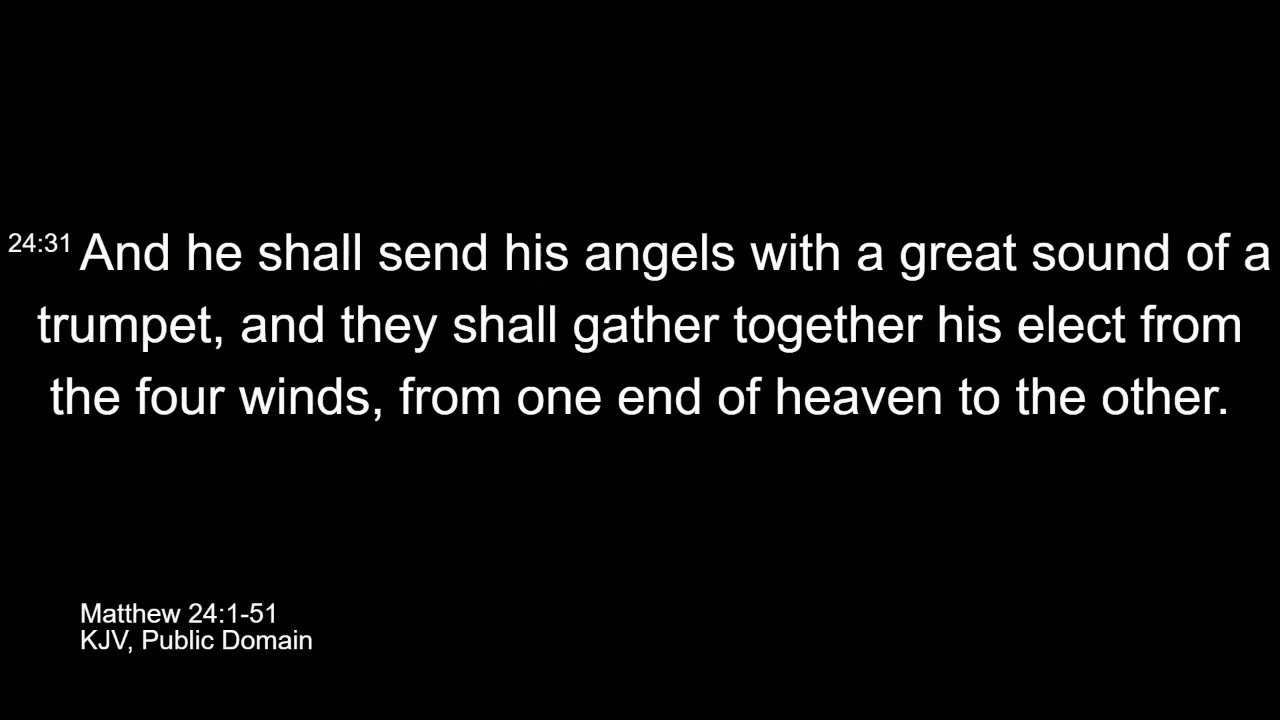 24:31 And he shall send his angels with a great sound of a
trumpet, and they shall gather together his elect from
the four winds, from one end of heaven to the other.
Matthew 24:1-51
KJV, Public Domain